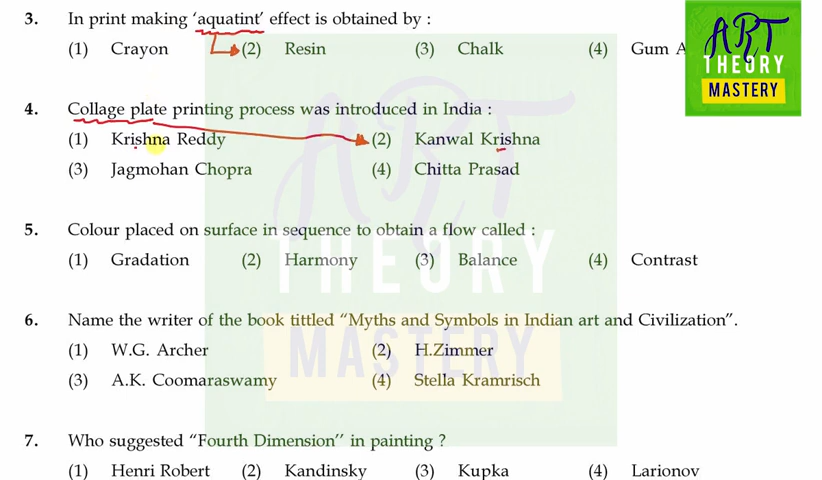 3. In print making ‘aquatint’ effect is obtained by :
(1) Crayon (2) Resin (3) Chalk (4) Gum A
4. Collage plate printing process was introduced in India :
(1) Krishna Reddy (2) Kanwal Krishna
(3) Jagmohan Chopra (4) Chitta Prasad
5. Colour placed on surface in sequence to obtain a flow called :
(1) Gradation (2) Harmony (3) Balance (4) Contrast
6. Name the writer of the book tittled “Myths and Symbols in Indian art and Civilization”.
(1) W.G. Archer (2) H.Zimmer
(3) A.K. Coomaraswamy (4) Stella Kramrisch
7. Who suggested “Fourth Dimension” in painting ?
(1) Henri Robert (2) Kandinsky (3) Kupka (4) Larionov
ART
THEORY
MASTERY
ART
THEORY
MASTERY